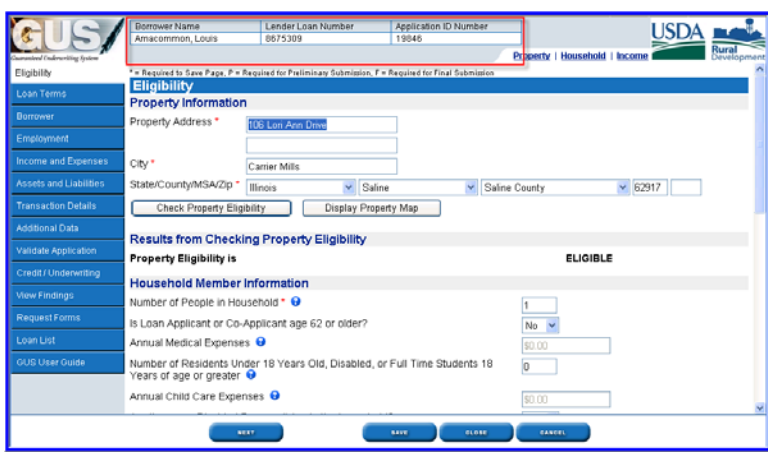 GUS
Guaranteed Underwriting System
Borrower Name Lender Loan Number Application ID Number
Amacommon, Louis 8675309 19846
USDA
Rural
Development
Property | Household | Income
* = Required to Save Page, P = Required for Preliminary Submission, F = Required for Final Submission
Eligibility
Loan Terms
Borrower
Employment
Income and Expenses
Assets and Liabilities
Transaction Details
Additional Data
Validate Application
Credit / Underwriting
View Findings
Request Forms
Loan List
GUS User Guide
Eligibility
Property Information
Property Address * 106 Lori Ann Drive
City * Carrier Mills
State/County/MSA/Zip * Illinois Saline Saline County 62917
Check Property Eligibility Display Property Map
Results from Checking Property Eligibility
Property Eligibility is ELIGIBLE
Household Member Information
Number of People in Household * 1
Is Loan Applicant or Co-Applicant age 62 or older? No
Annual Medical Expenses $0.00
Number of Residents Under 18 Years Old, Disabled, or Full Time Students 18 0
Years of age or greater
Annual Child Care Expenses $0.00
NEXT SAVE CLOSE CANCEL